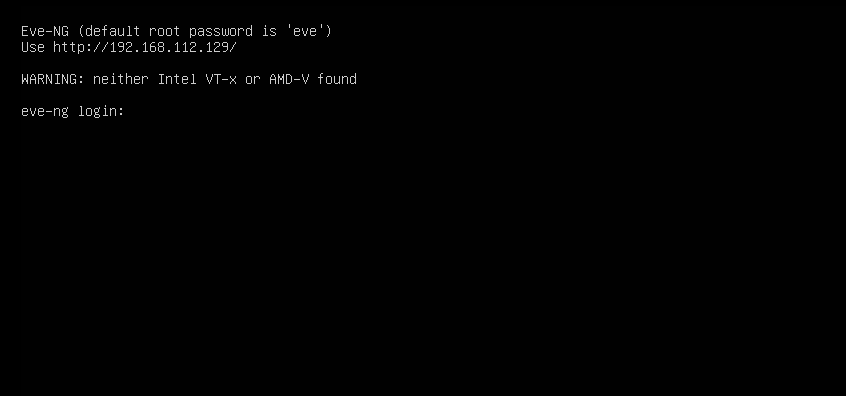 Eve-NG (default root password is 'eve')
Use http://192.168.112.129/
WARNING: neither Intel VT-x or AMD-V found
eve-ng login: